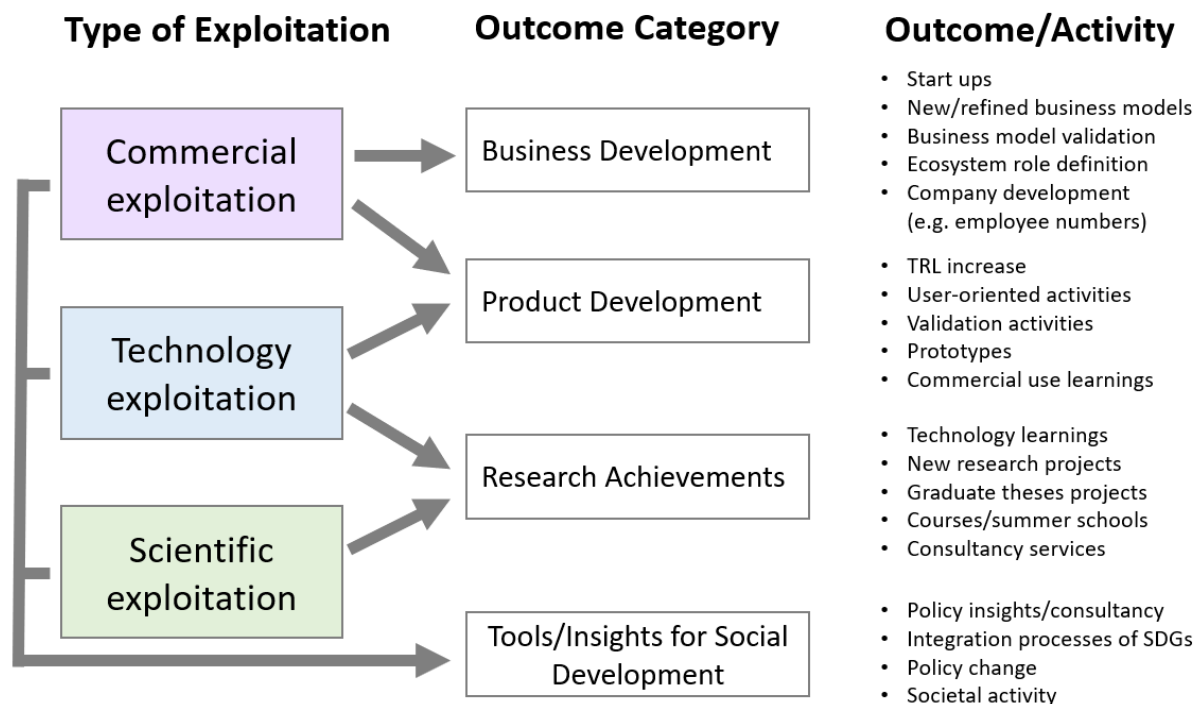 Type of Exploitation
Outcome Category
Outcome/Activity
Commercial
exploitation
Technology
exploitation
Scientific
exploitation
Business Development
Product Development
Research Achievements
Tools/Insights for Social
Development
• Start ups
• New/refined business models
• Business model validation
• Ecosystem role definition
• Company development
(e.g. employee numbers)
• TRL increase
• User-oriented activities
• Validation activities
• Prototypes
• Commercial use learnings
• Technology learnings
• New research projects
• Graduate theses projects
• Courses/summer schools
• Consultancy services
• Policy insights/consultancy
• Integration processes of SDGs
• Policy change
• Societal activity